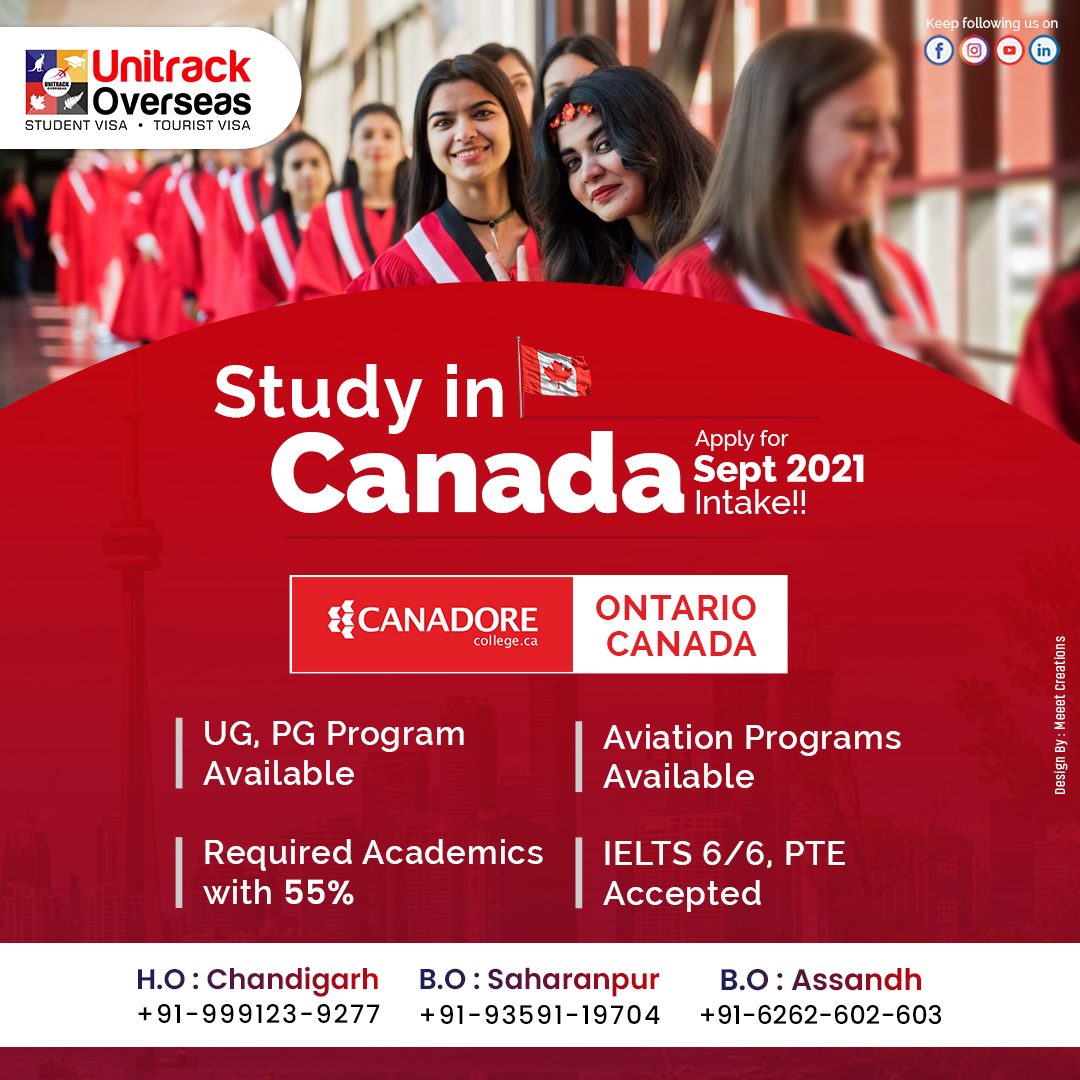 Keep following us on
Unitrack
Overseas
UNITRACK
OVERSEAS
STUDENT VISA • TOURIST VISA
Study in
Canada
Apply for
Sept 2021
Intake!!
CANADORE
college.ca
ONTARIO
CANADA
UG, PG Program
Available
Aviation Programs
Available
Required Academics
with 55%
IELTS 6/6, PTE
Accepted
Design By : Meeet Creations
H.O : Chandigarh
+91-999123-9277
B.O : Saharanpur
+91-93591-19704
B.O : Assandh
+91-6262-602-603